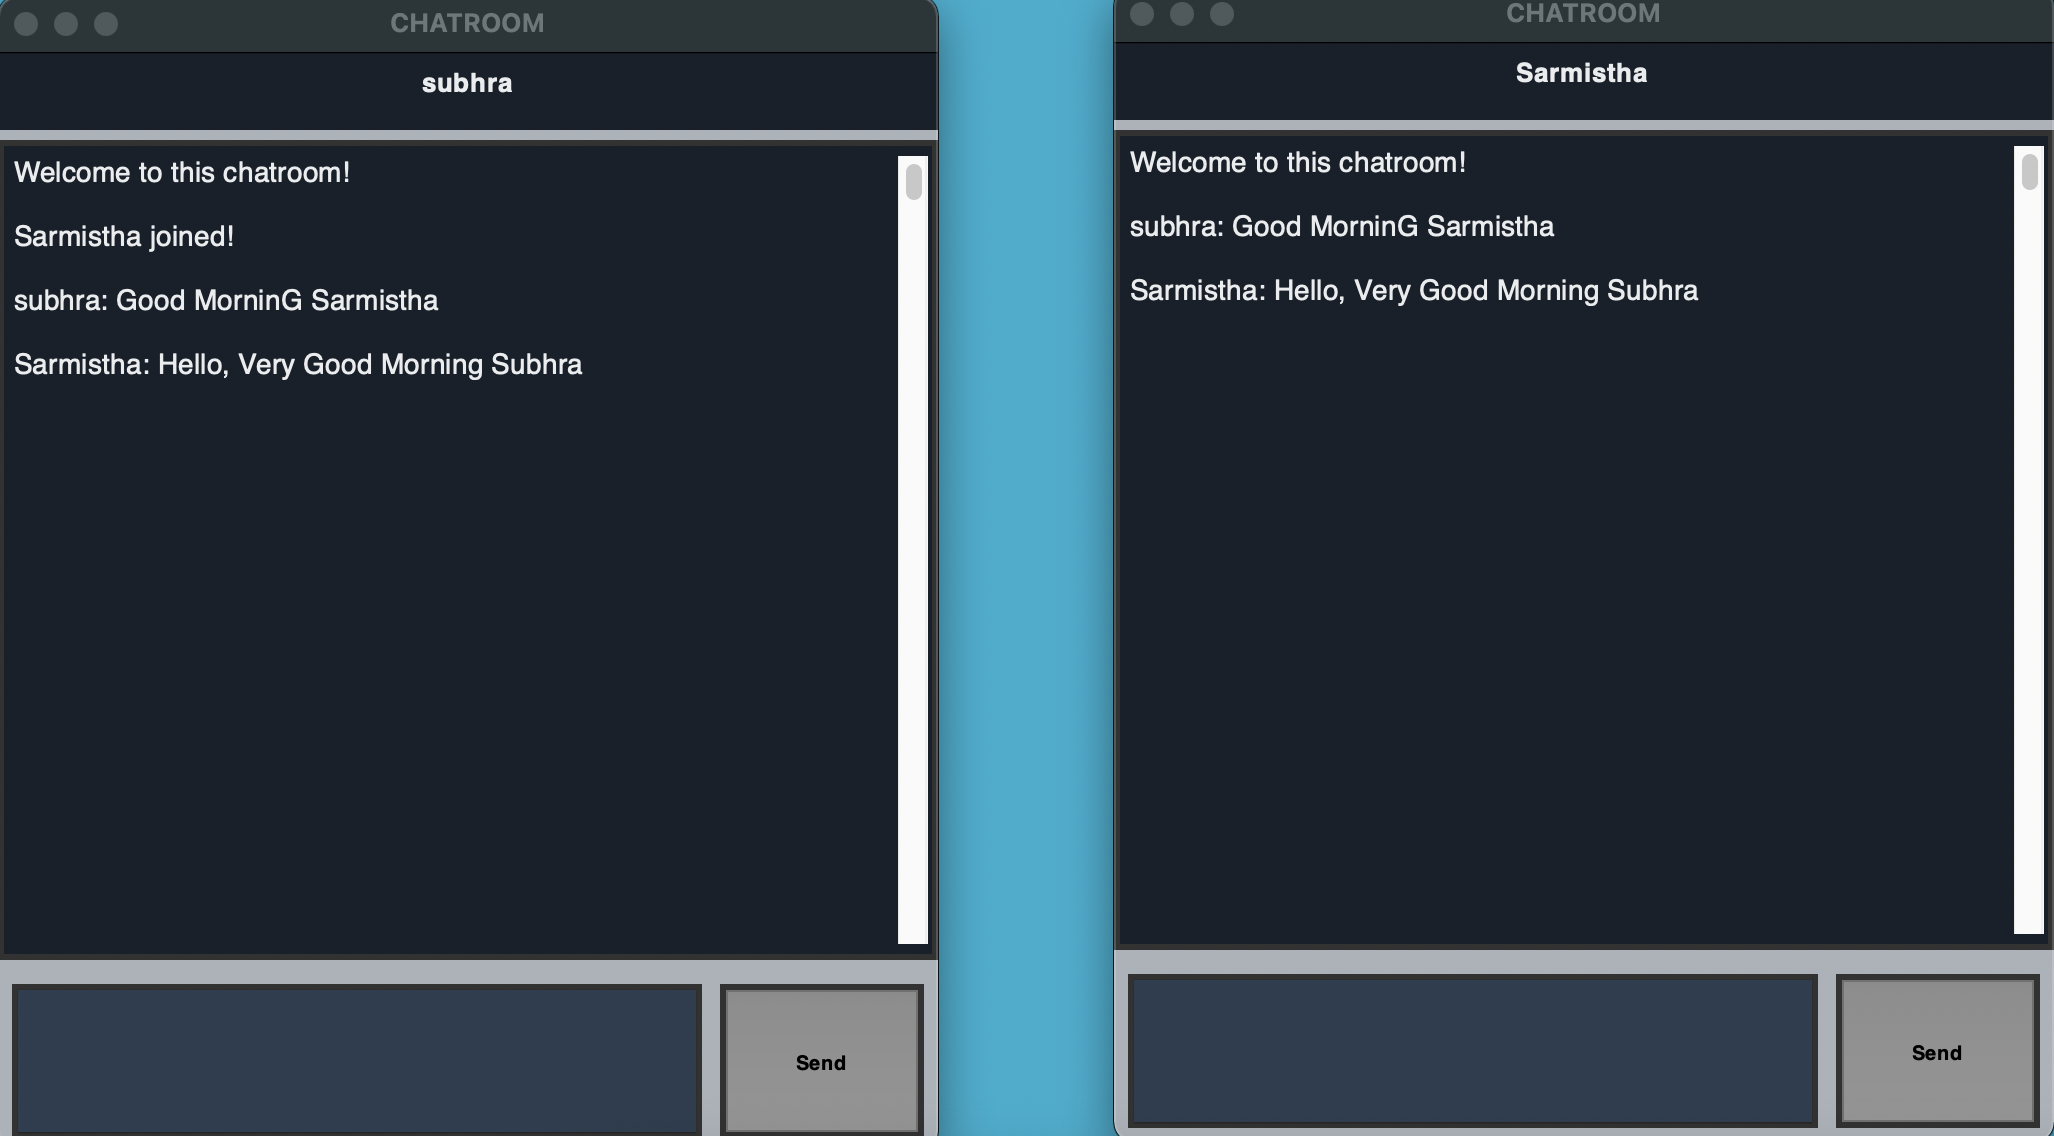 CHATROOM
subhra
Welcome to this chatroom!
Sarmistha joined!
subhra: Good MorninG Sarmistha
Sarmistha: Hello, Very Good Morning Subhra
Send
CHATROOM
Sarmistha
Welcome to this chatroom!
subhra: Good MorninG Sarmistha
Sarmistha: Hello, Very Good Morning Subhra
Send